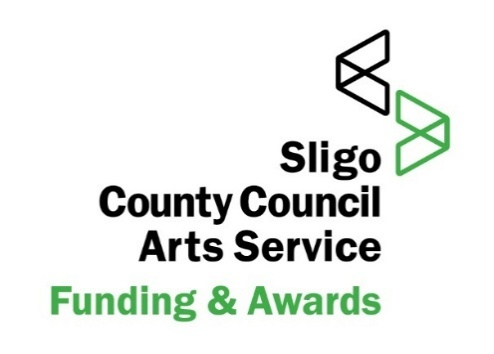 Sligo
County Council
Arts Service
Funding & Awards